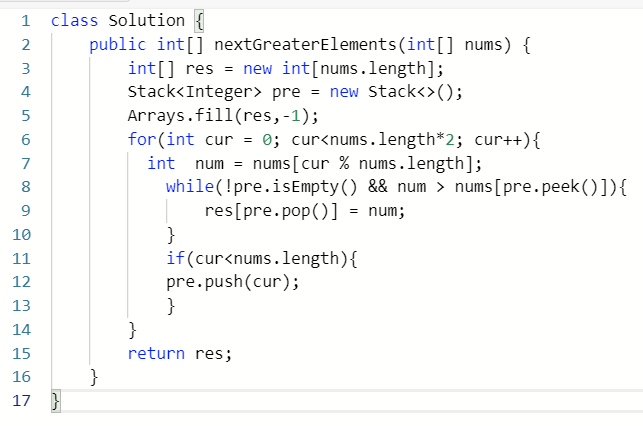 1 class Solution {
2     public int[] nextGreaterElements(int[] nums) {
3         int[] res = new int[nums.length];
4         Stack<Integer> pre = new Stack<>();
5         Arrays.fill(res,-1);
6         for(int cur = 0; cur<nums.length*2; cur++){
7           int  num = nums[cur % nums.length];
8             while(!pre.isEmpty() && num > nums[pre.peek()]){
9                 res[pre.pop()] = num;
10             }
11             if(cur<nums.length){
12             pre.push(cur);
13             }
14         }
15         return res;
16     }
17 }